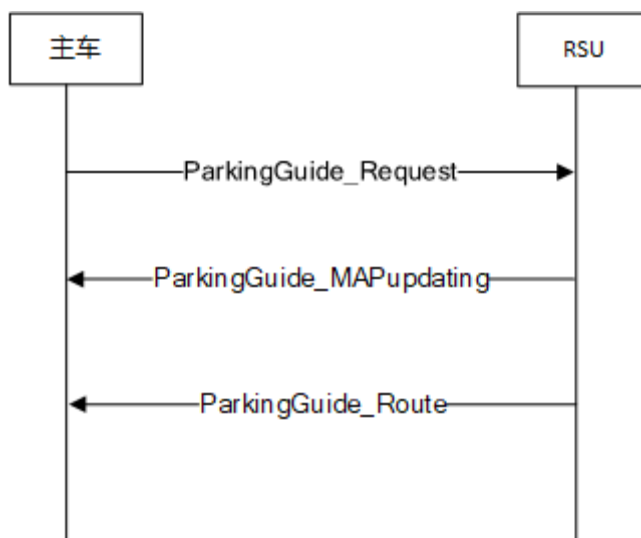 主车
RSU
ParkingGuide_Request
ParkingGuide_MAPupdating
ParkingGuide_Route